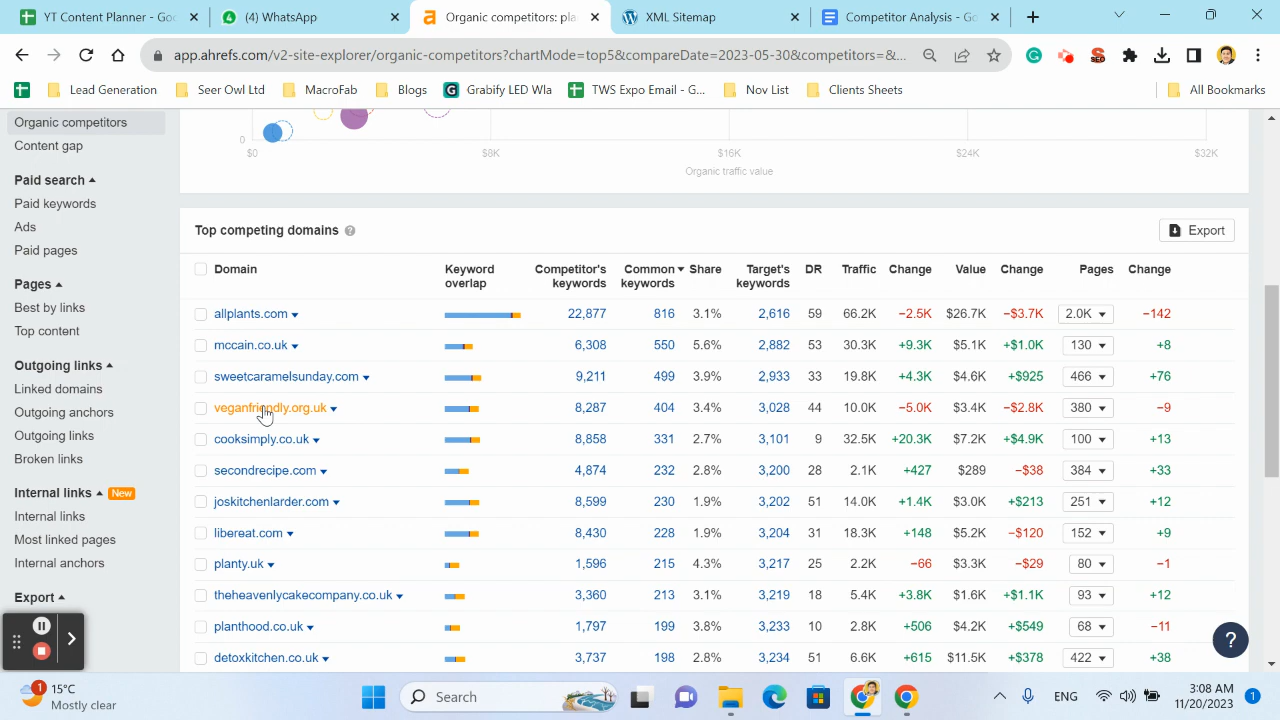 YT Content Planner - Go
(4) WhatsApp
Organic competitors: pla
XML Sitemap
Competitor Analysis - Go
app.ahrefs.com/v2-site-explorer/organic-competitors?chartMode=top5&compareDate=2023-05-30&competitors=&...
Lead Generation
Seer Owl Ltd
MacroFab
Blogs
Grabify LED Wla
TWS Expo Email - G...
Nov List
Clients Sheets
All Bookmarks
Organic competitors
Content gap
Paid search
Paid keywords
Ads
Paid pages
Pages
Best by links
Top content
Outgoing links
Linked domains
Outgoing anchors
Outgoing links
Broken links
Internal links New
Internal links
Most linked pages
Internal anchors
Export
0
$0 $8K $16K $24K $32K
Organic traffic value
Top competing domains
Export
Domain Keyword overlap Competitor's keywords Common keywords Share Target's keywords DR Traffic Change Value Change Pages Change
allplants.com 22,877 816 3.1% 2,616 59 66.2K −2.5K $26.7K −$3.7K 2.0K −142
mccain.co.uk 6,308 550 5.6% 2,882 53 30.3K +9.3K $5.1K +$1.0K 130 +8
sweetcaramelsunday.com 9,211 499 3.9% 2,933 33 19.8K +4.3K $4.6K +$925 466 +76
veganfriendly.org.uk 8,287 404 3.4% 3,028 44 10.0K −5.0K $3.4K −$2.8K 380 −9
cooksimply.co.uk 8,858 331 2.7% 3,101 9 32.5K +20.3K $7.2K +$4.9K 100 +13
secondrecipe.com 4,874 232 2.8% 3,200 28 2.1K +427 $289 −$38 384 +33
joskitchenlarder.com 8,599 230 1.9% 3,202 51 14.0K +1.4K $3.0K +$213 251 +12
libereat.com 8,430 228 1.9% 3,204 31 18.3K +148 $5.2K −$120 152 +9
planty.uk 1,596 215 4.3% 3,217 25 2.2K −66 $3.3K −$29 80 −1
theheavenlycakecompany.co.uk 3,360 213 3.1% 3,219 18 5.4K +3.8K $1.6K +$1.1K 93 +12
planthood.co.uk 1,797 199 3.8% 3,233 10 2.8K +506 $4.2K +$549 68 −11
detoxkitchen.co.uk 3,737 198 2.8% 3,234 51 6.6K +615 $11.5K +$378 422 +38
1
15°C
Mostly clear
Search
ENG
3:08 AM
11/20/2023
1